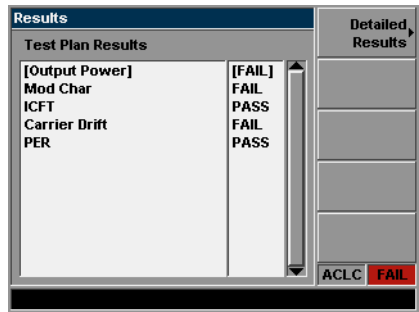 Results
Detailed
Results
Test Plan Results
[Output Power] [FAIL]
Mod Char FAIL
ICFT PASS
Carrier Drift FAIL
PER PASS
ACLC FAIL